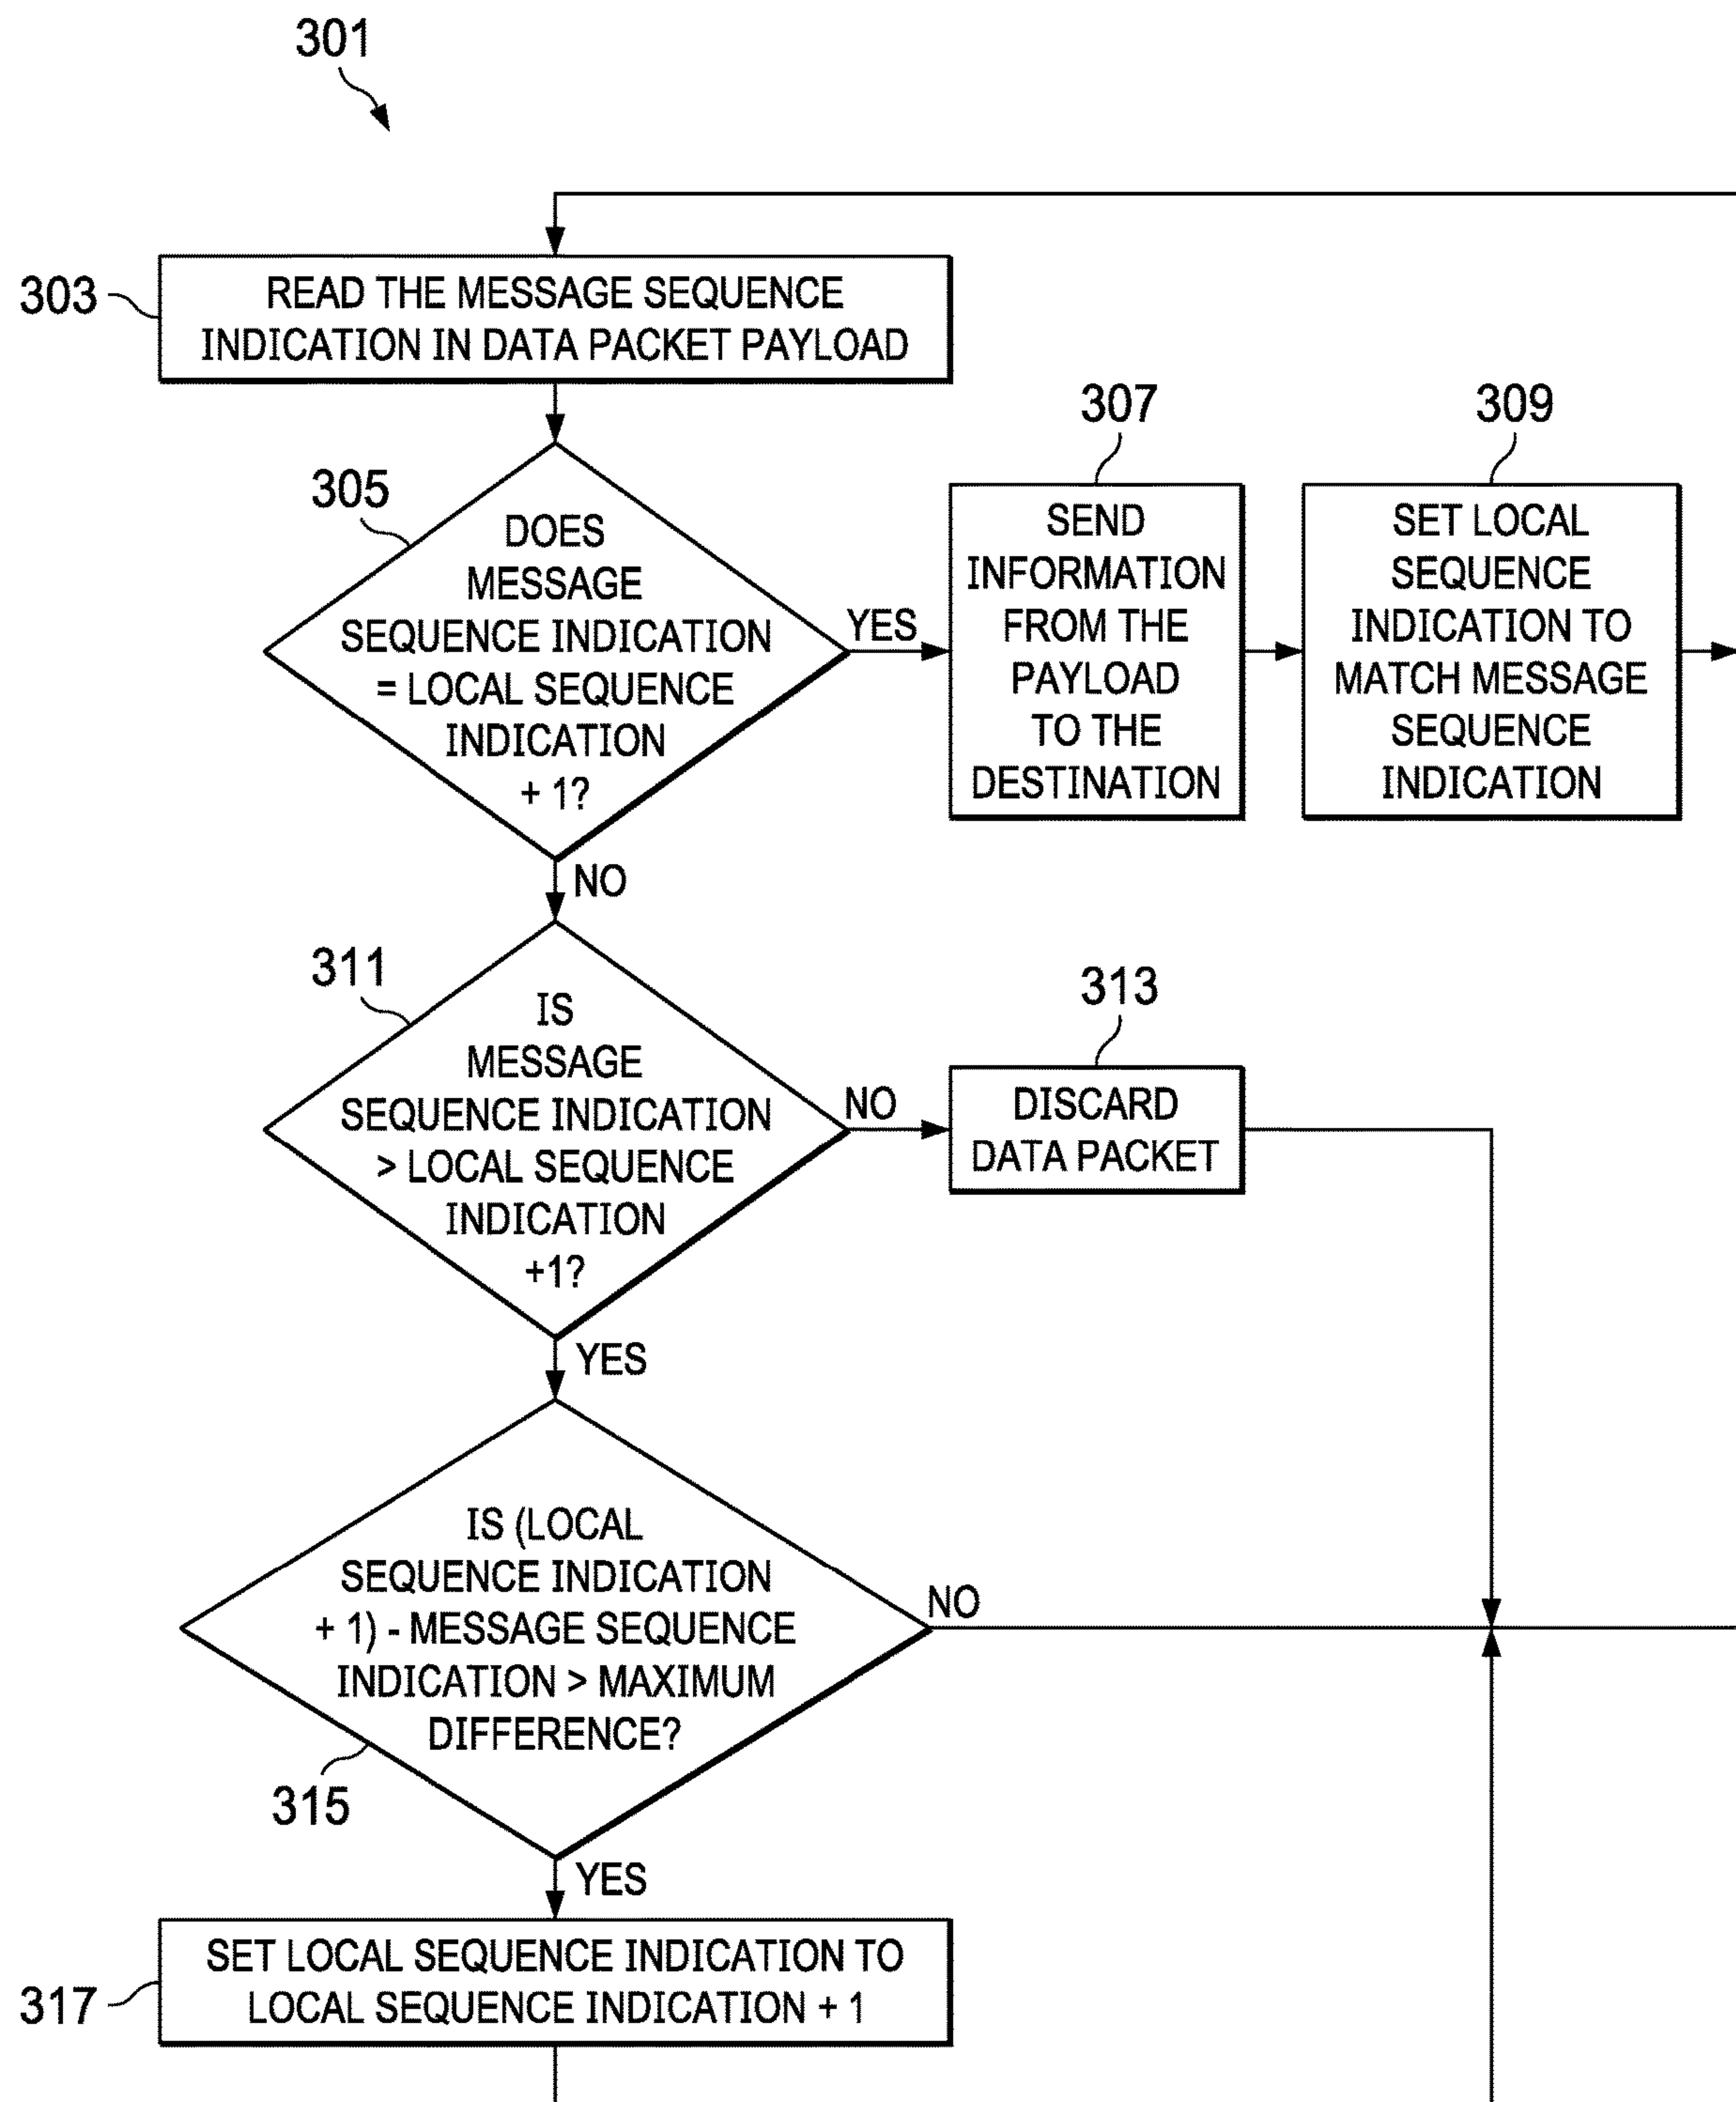 301
303
READ THE MESSAGE SEQUENCE
INDICATION IN DATA PACKET PAYLOAD
305
DOES
MESSAGE
SEQUENCE INDICATION
= LOCAL SEQUENCE
INDICATION
+ 1?
YES
307
SEND
INFORMATION
FROM THE
PAYLOAD
TO THE
DESTINATION
309
SET LOCAL
SEQUENCE
INDICATION TO
MATCH MESSAGE
SEQUENCE
INDICATION
NO
311
IS
MESSAGE
SEQUENCE INDICATION
> LOCAL SEQUENCE
INDICATION
+1?
NO
313
DISCARD
DATA PACKET
YES
IS (LOCAL
SEQUENCE INDICATION
+ 1) - MESSAGE SEQUENCE
INDICATION > MAXIMUM
DIFFERENCE?
NO
315
YES
317
SET LOCAL SEQUENCE INDICATION TO
LOCAL SEQUENCE INDICATION + 1